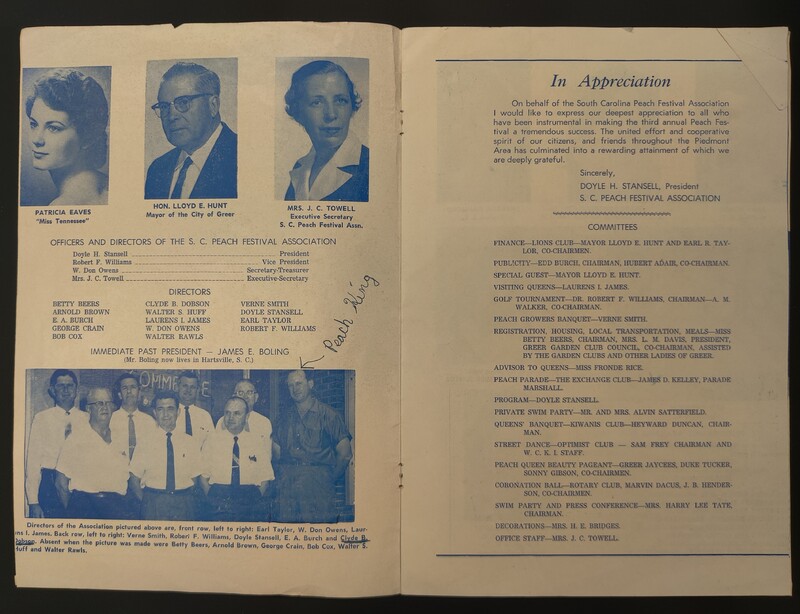 PATRICIA EAVES
"Miss Tennessee"
HON. LLOYD E. HUNT
Mayor of the City of Greer
MRS. J. C. TOWELL
Executive Secretary
S. C. Peach Festival Assn.
OFFICERS AND DIRECTORS OF THE S. C. PEACH FESTIVAL ASSOCIATION
Doyle H. Stansell President
Robert F. Williams Vice President
W. Don Owens Secretary-Treasurer
Mrs. J. C. Towell Executive-Secretary
DIRECTORS
BETTY BEERS CLYDE B. DOBSON VERNE SMITH
ARNOLD BROWN WALTER S. HUFF DOYLE STANSELL
E. A. BURCH LAURENS I. JAMES EARL TAYLOR
GEORGE CRAIN W. DON OWENS ROBERT F. WILLIAMS
BOB COX WALTER RAWLS
Peach King
IMMEDIATE PAST PRESIDENT — JAMES E. BOLING
(Mr. Boling now lives in Hartsville, S. C.)
Directors of the Association pictured above are, front row, left to right: Earl Taylor, W. Don Owens, Laur-
ens I. James. Back row, left to right: Verne Smith, Robert F. Williams, Doyle Stansell, E. A. Burch and Clyde B.
Dobson. Absent when the picture was made were Betty Beers, Arnold Brown, George Crain, Bob Cox, Walter S.
Huff and Walter Rawls.
In Appreciation
On behalf of the South Carolina Peach Festival Association
I would like to express our deepest appreciation to all who
have been instrumental in making the third annual Peach Fes-
tival a tremendous success. The united effort and cooperative
spirit of our citizens, and friends throughout the Piedmont
Area has culminated into a rewarding attainment of which we
are deeply grateful.
Sincerely,
DOYLE H. STANSELL, President
S. C. PEACH FESTIVAL ASSOCIATION
COMMITTEES
FINANCE—LIONS CLUB—MAYOR LLOYD E. HUNT AND EARL R. TAY-
LOR, CO-CHAIRMEN.
PUBLICITY—EDD BURCH, CHAIRMAN, HUBERT ADAIR, CO-CHAIRMAN.
SPECIAL GUEST—MAYOR LLOYD E. HUNT.
VISITING QUEENS—LAURENS I. JAMES.
GOLF TOURNAMENT—DR. ROBERT F. WILLIAMS, CHAIRMAN—A. M.
WALKER, CO-CHAIRMAN.
PEACH GROWERS BANQUET—VERNE SMITH.
REGISTRATION, HOUSING, LOCAL TRANSPORTATION, MEALS—MISS
BETTY BEERS, CHAIRMAN, MRS. L. M. DAVIS, PRESIDENT,
GREER GARDEN CLUB COUNCIL, CO-CHAIRMAN, ASSISTED
BY THE GARDEN CLUBS AND OTHER LADIES OF GREER.
ADVISOR TO QUEENS—MISS FRONDE RICE.
PEACH PARADE—THE EXCHANGE CLUB—JAMES D. KELLEY, PARADE
MARSHALL.
PROGRAM—DOYLE STANSELL.
PRIVATE SWIM PARTY—MR. AND MRS. ALVIN SATTERFIELD.
QUEENS' BANQUET—KIWANIS CLUB—HEYWARD DUNCAN, CHAIR-
MAN.
STREET DANCE—OPTIMIST CLUB — SAM FREY CHAIRMAN AND
W. C. K. I. STAFF.
PEACH QUEEN BEAUTY PAGEANT—GREER JAYCEES, DUKE TUCKER,
SONNY GIBSON, CO-CHAIRMEN.
CORONATION BALL—ROTARY CLUB, MARVIN DACUS, J. B. HENDER-
SON, CO-CHAIRMEN.
SWIM PARTY AND PRESS CONFERENCE—MRS. HARRY LEE TATE,
CHAIRMAN.
DECORATIONS—MRS. H. E. BRIDGES.
OFFICE STAFF—MRS. J. C. TOWELL.